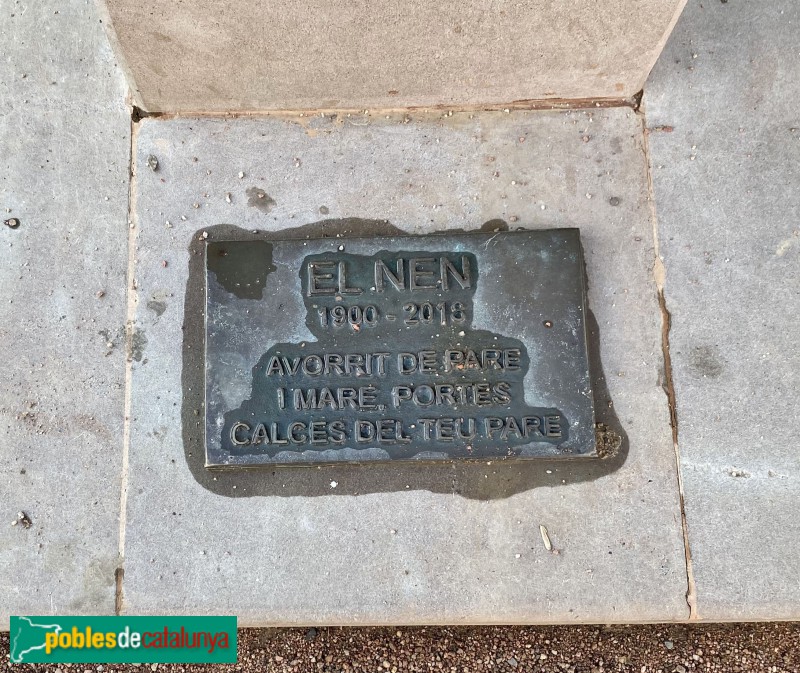 EL NEN
1900 - 2018
AVORRIT DE PARE
I MARE, PORTES
CALCES DEL TEU PARE
poblesdecatalunya